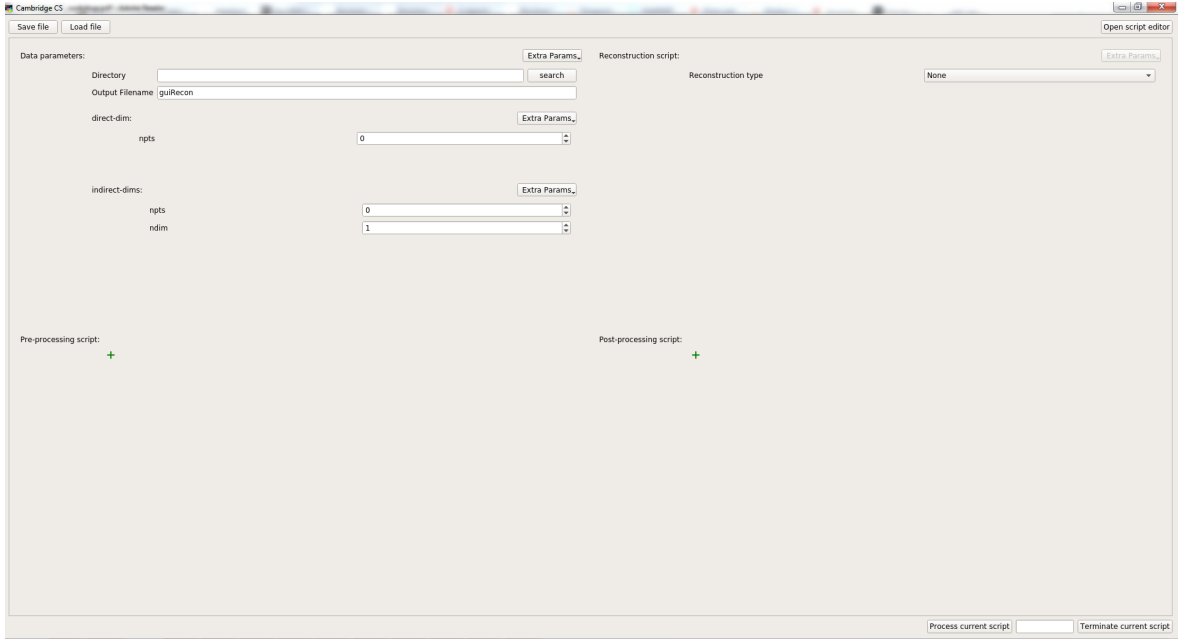 Cambridge CS
Save file Load file Open script editor
Data parameters: Extra Params Reconstruction script: Extra Params
Directory search Reconstruction type None
Output Filename guiRecon
direct-dim: Extra Params
npts 0
indirect-dims: Extra Params
npts 0
ndim 1
Pre-processing script: Post-processing script:
+ +
Process current script Terminate current script